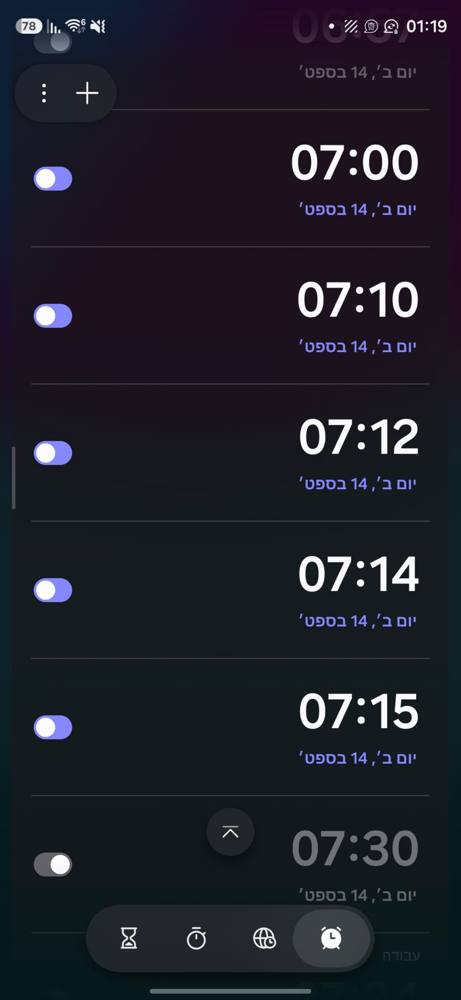 78
6
01:19
יום ב׳, 14 בספט׳
07:00
יום ב׳, 14 בספט׳
07:10
יום ב׳, 14 בספט׳
07:12
יום ב׳, 14 בספט׳
07:14
יום ב׳, 14 בספט׳
07:15
יום ב׳, 14 בספט׳
07:30
יום ב׳, 14 בספט׳
עבודה